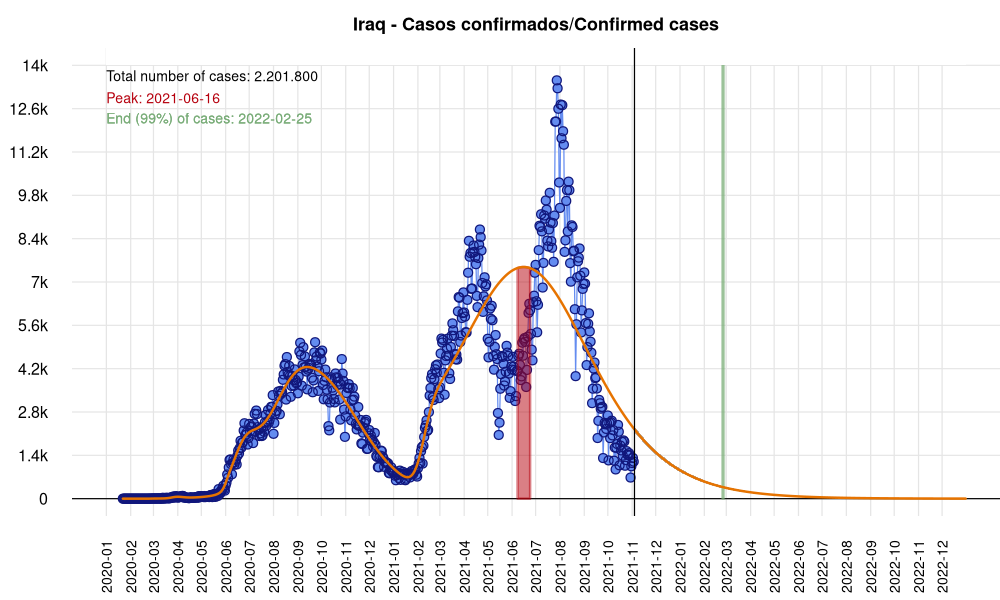 Iraq - Casos confirmados/Confirmed cases
Total number of cases: 2.201.800
Peak: 2021-06-16
End (99%) of cases: 2022-02-25
14k
12.6k
11.2k
9.8k
8.4k
7k
5.6k
4.2k
2.8k
1.4k
0
2020-01
2020-02
2020-03
2020-04
2020-05
2020-06
2020-07
2020-08
2020-09
2020-10
2020-11
2020-12
2021-01
2021-02
2021-03
2021-04
2021-05
2021-06
2021-07
2021-08
2021-09
2021-10
2021-11
2021-12
2022-01
2022-02
2022-03
2022-04
2022-05
2022-06
2022-07
2022-08
2022-09
2022-10
2022-11
2022-12